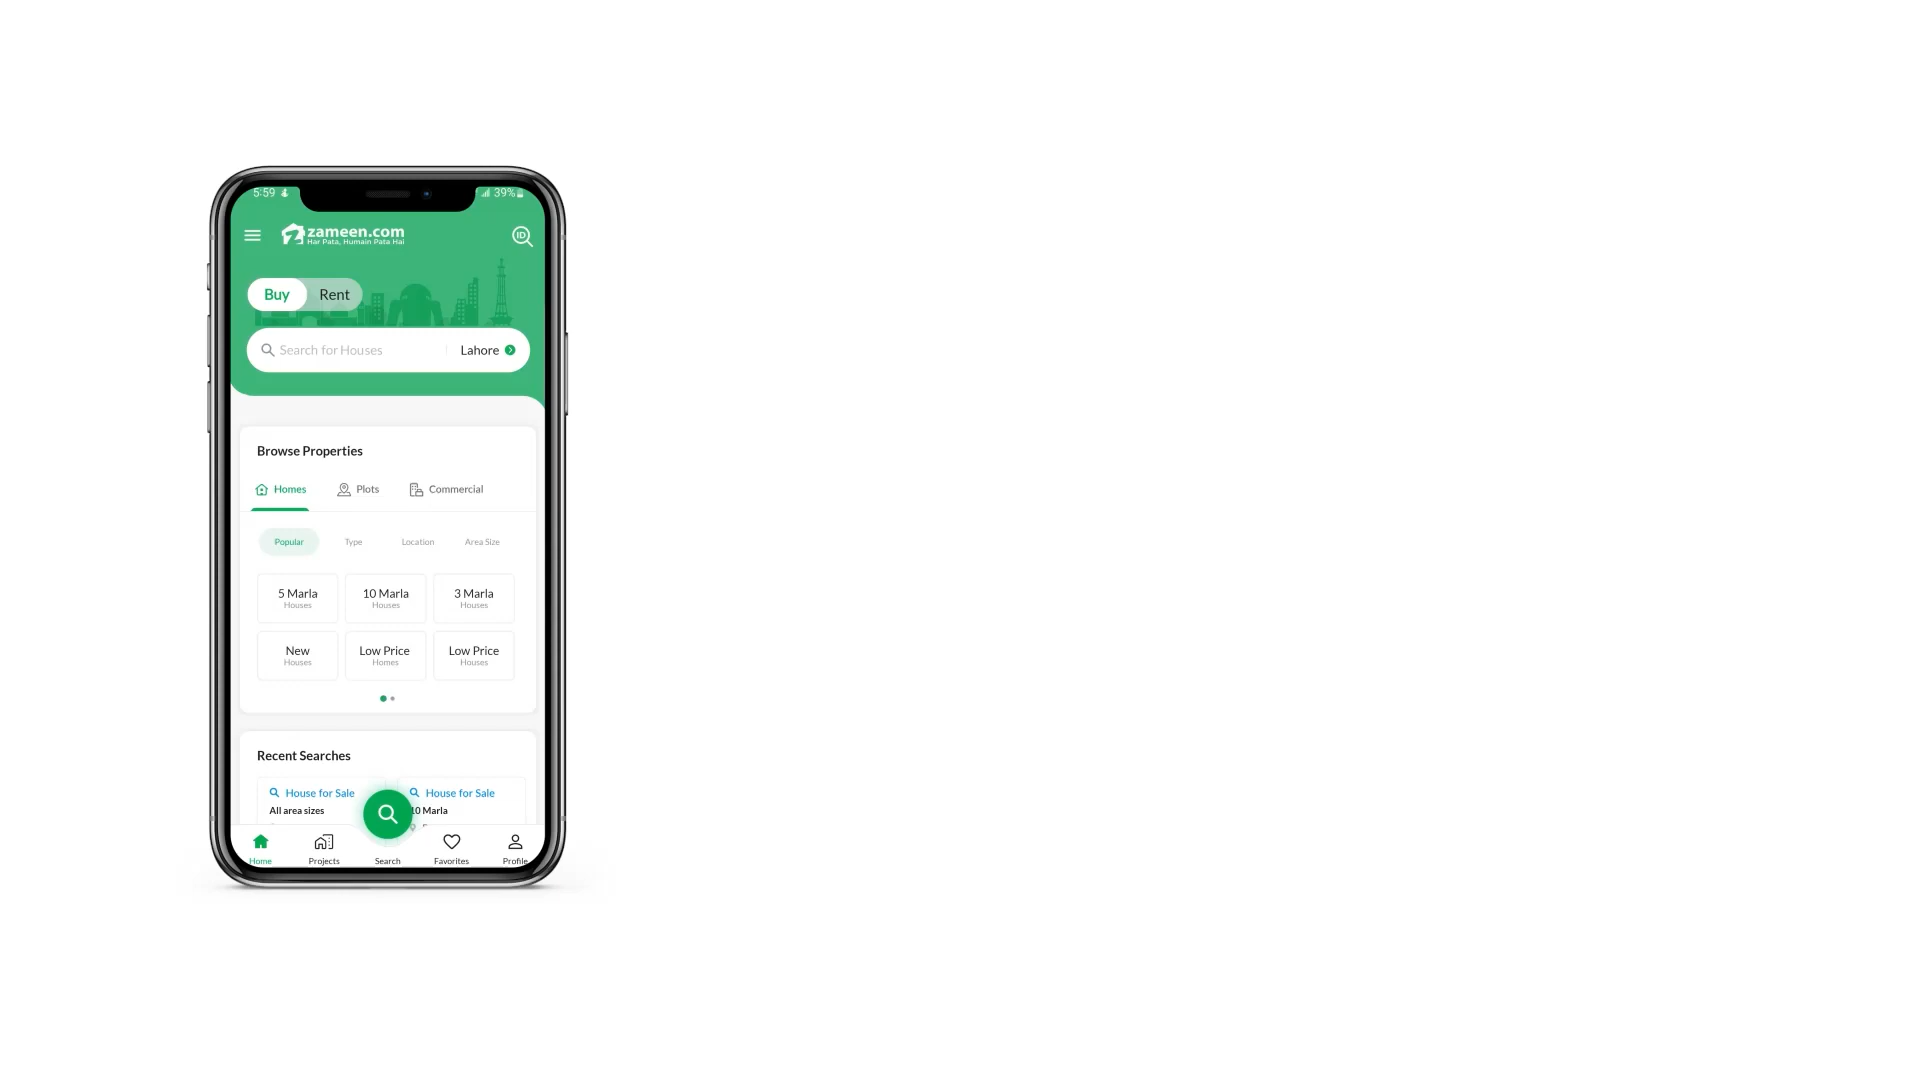 5:59
39%
zameen.com
Har Pata, Humain Pata Hai
ID
Buy Rent
Search for Houses Lahore
Browse Properties
Homes Plots Commercial
Popular Type Location Area Size
5 Marla 10 Marla 3 Marla
Houses Houses Houses
New Low Price Low Price
Houses Homes Houses
Recent Searches
House for Sale House for Sale
All area sizes 10 Marla
Home Projects Search Favorites Profile